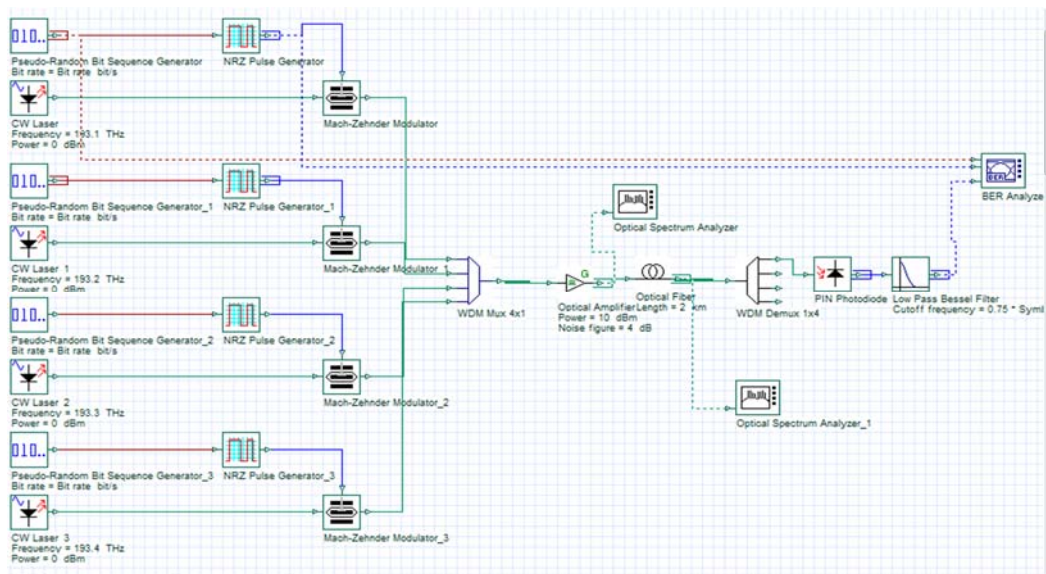 010..
Pseudo-Random Bit Sequence Generator
Bit rate = Bit rate bit/s
NRZ Pulse Generator
CW Laser
Frequency = 193.1 THz
Power = 0 dBm
Mach-Zehnder Modulator
010..
Pseudo-Random Bit Sequence Generator_1
Bit rate = Bit rate bit/s
NRZ Pulse Generator_1
CW Laser 1
Frequency = 193.2 THz
Power = 0 dBm
Mach-Zehnder Modulator_1
010..
Pseudo-Random Bit Sequence Generator_2
Bit rate = Bit rate bit/s
NRZ Pulse Generator_2
CW Laser 2
Frequency = 193.3 THz
Power = 0 dBm
Mach-Zehnder Modulator_2
010..
Pseudo-Random Bit Sequence Generator_3
Bit rate = Bit rate bit/s
NRZ Pulse Generator_3
CW Laser 3
Frequency = 193.4 THz
Power = 0 dBm
Mach-Zehnder Modulator_3
WDM Mux 4x1
G
Optical Amplifier
Power = 10 dBm
Noise figure = 4 dB
Optical Spectrum Analyzer
Optical Fiber
Length = 2 km
Optical Spectrum Analyzer_1
WDM Demux 1x4
PIN Photodiode
Low Pass Bessel Filter
Cutoff frequency = 0.75 * Syml
BER
BER Analyze